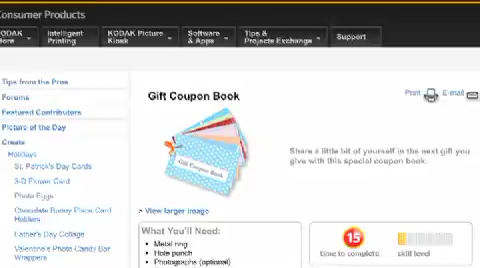 Consumer Products
KODAK Store
Intelligent Printing
KODAK Picture Kiosk
Software & Apps
Tips & Projects Exchange
Support
Tips from the Pros
Forums
Featured Contributors
Picture of the Day
Create
Holidays
St. Patrick's Day Cards
3-D Flower Card
Photo Eggs
Chocolate Bunny Place Card
Holders
Father's Day Collage
Valentine's Photo Candy Bar
Wrappers
Gift Coupon Book
Print
E-mail
Gift Coupon Book
Share a little bit of yourself in the next gift you
give with this special coupon book.
> View larger image
What You'll Need:
• Metal ring
• Hole punch
• Photographs (optional)
15
time to complete
skill level